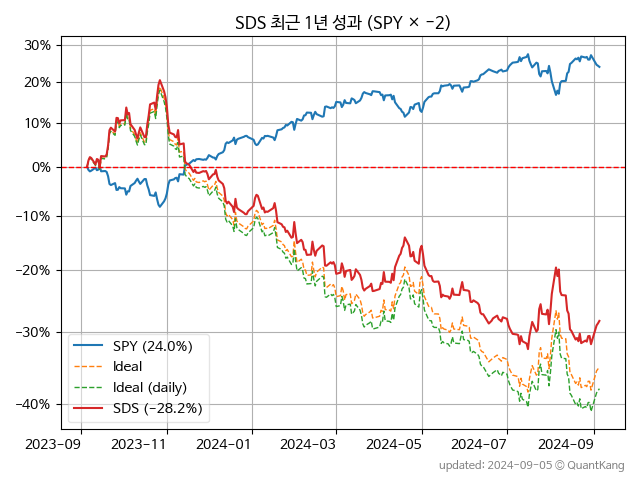 SDS 최근 1년 성과 (SPY × −2)
30%
20%
10%
0%
−10%
−20%
−30%
−40%
SPY (24.0%)
Ideal
Ideal (daily)
SDS (−28.2%)
2023-09
2023-11
2024-01
2024-03
2024-05
2024-07
2024-09
updated: 2024-09-05 © QuantKang